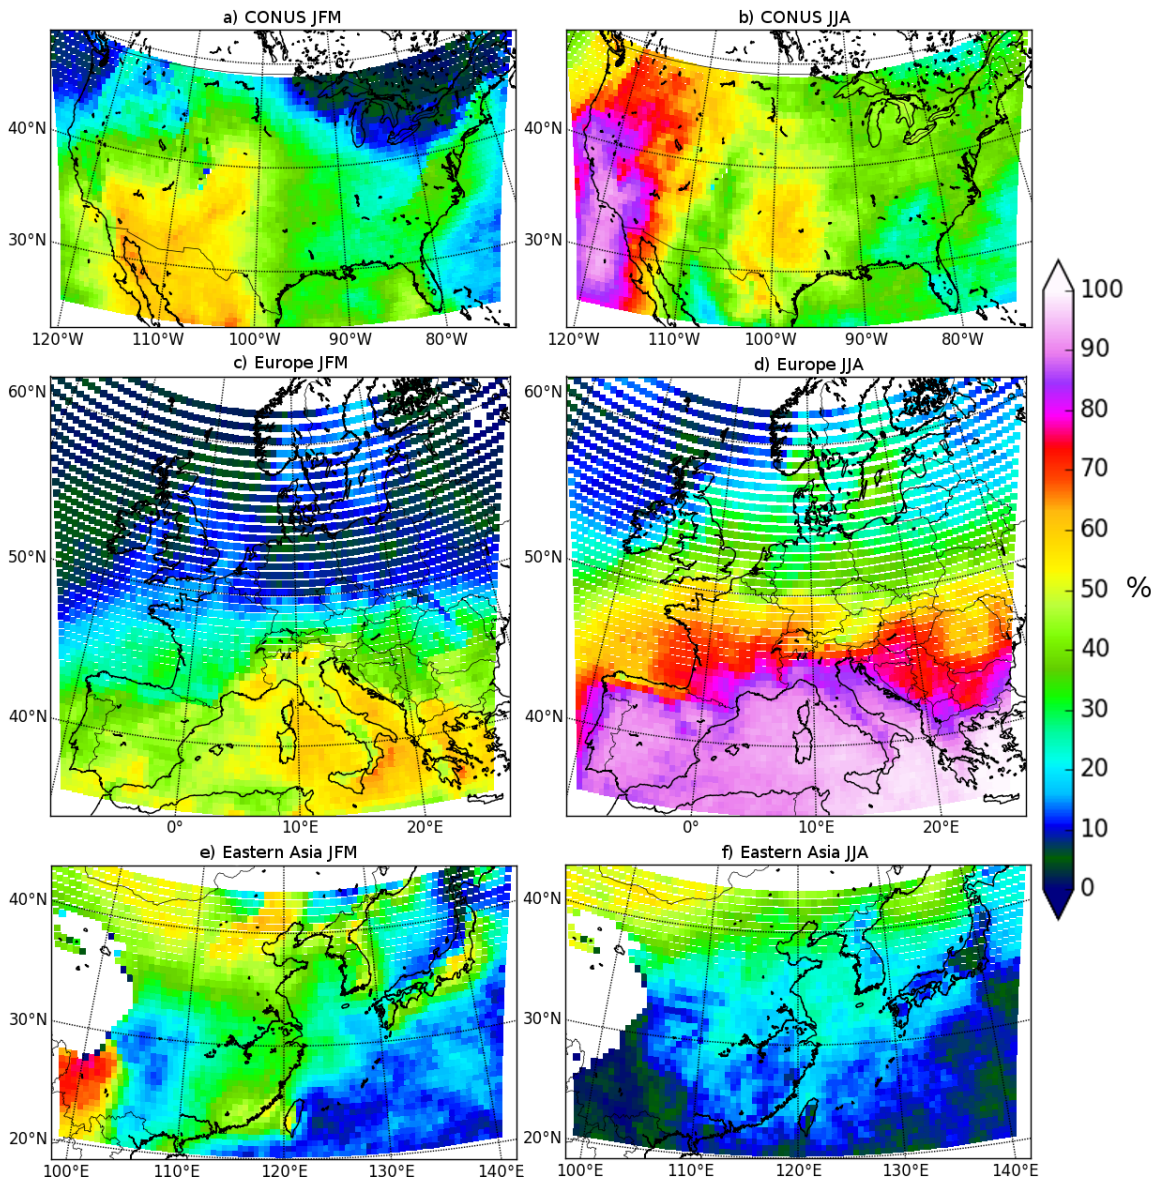 a) CONUS JFM
b) CONUS JJA
40°N
40°N
30°N
30°N
120°W 110°W 100°W 90°W 80°W
120°W 110°W 100°W 90°W 80°W
c) Europe JFM
d) Europe JJA
60°N
60°N
50°N
50°N
40°N
40°N
0° 10°E 20°E
0° 10°E 20°E
e) Eastern Asia JFM
f) Eastern Asia JJA
40°N
40°N
30°N
30°N
20°N
20°N
100°E 110°E 120°E 130°E 140°E
100°E 110°E 120°E 130°E 140°E
100
90
80
70
60
50
40
30
20
10
0
%